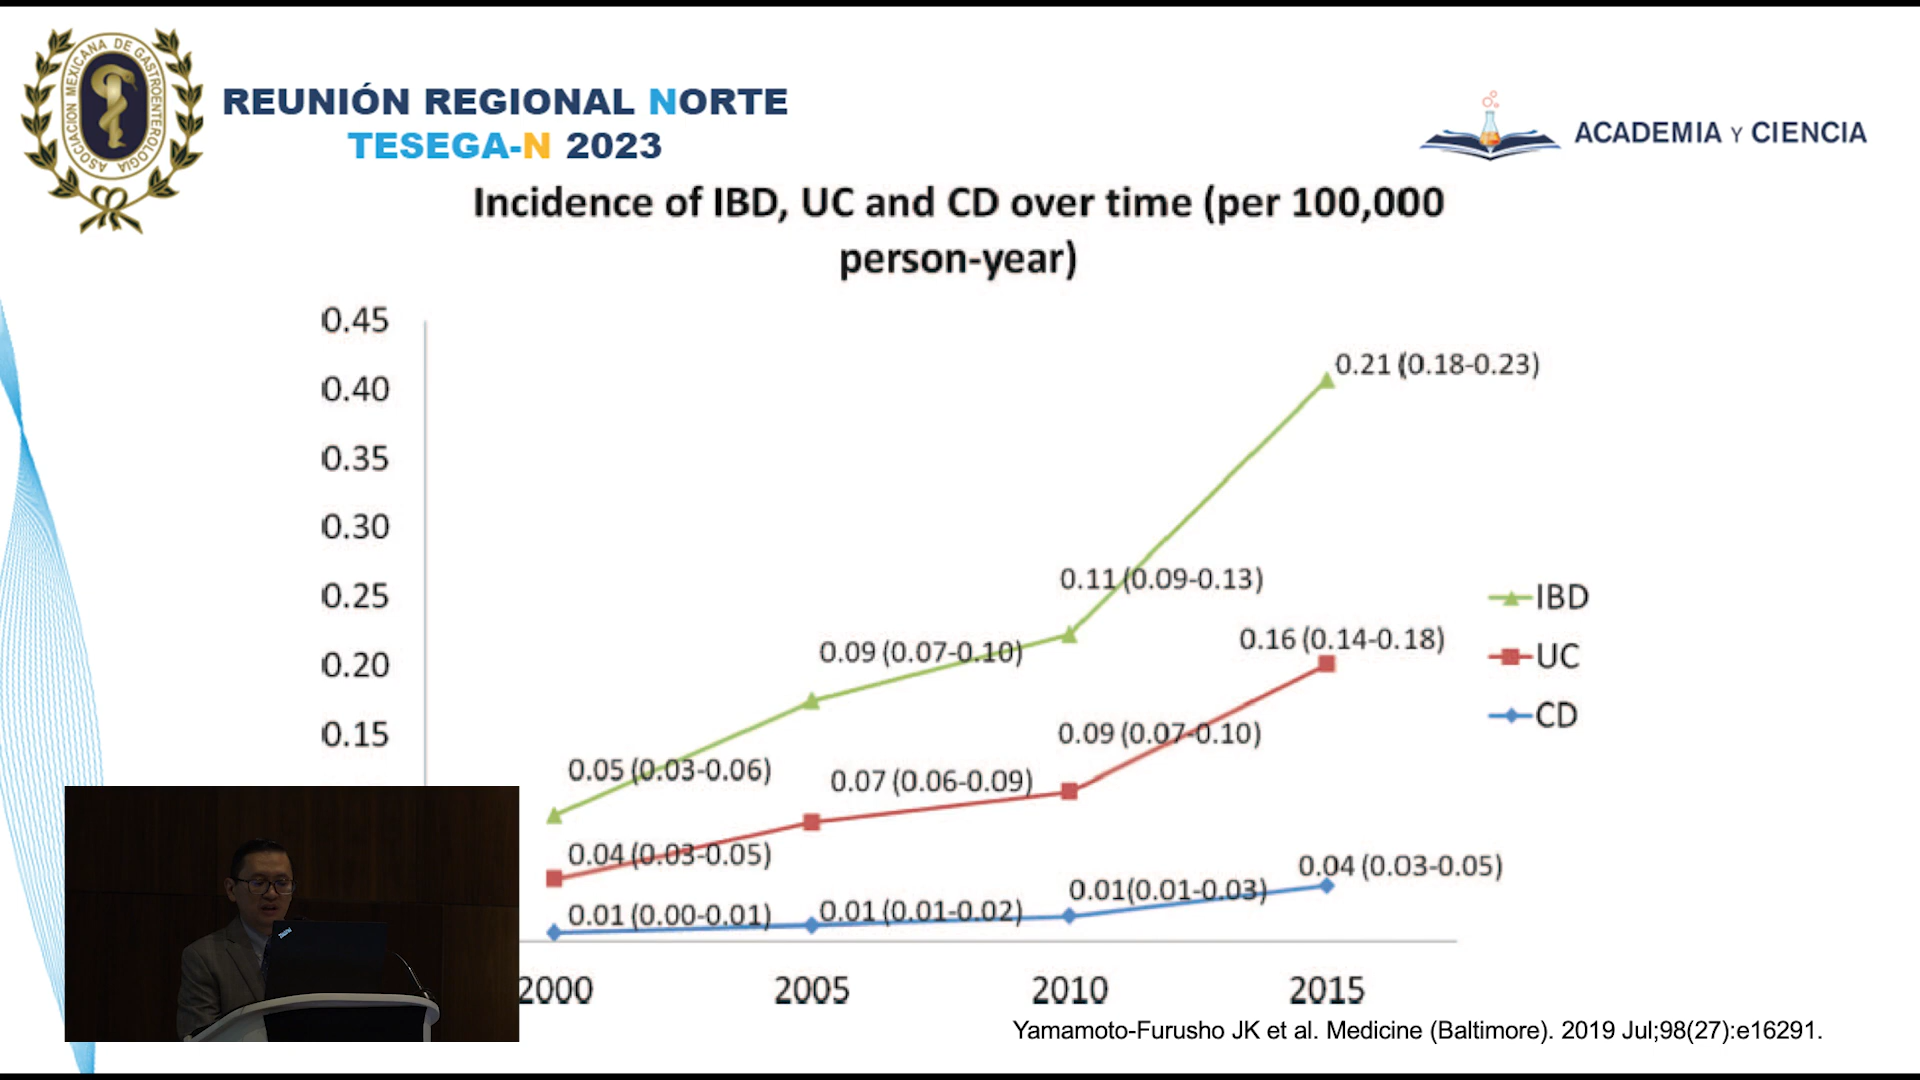 ASOCIACION MEXICANA DE GASTROENTEROLOGIA
REUNIÓN REGIONAL NORTE
TESEGA-N 2023
ACADEMIA Y CIENCIA
Incidence of IBD, UC and CD over time (per 100,000
person-year)
0.45
0.40
0.35
0.30
0.25
0.20
0.15
0.21 (0.18-0.23)
0.11 (0.09-0.13)
0.09 (0.07-0.10)
0.05 (0.03-0.06)
0.16 (0.14-0.18)
0.09 (0.07-0.10)
0.07 (0.06-0.09)
0.04 (0.03-0.05)
0.04 (0.03-0.05)
0.01(0.01-0.03)
0.01 (0.01-0.02)
0.01 (0.00-0.01)
IBD
UC
CD
2000
2005
2010
2015
Yamamoto-Furusho JK et al. Medicine (Baltimore). 2019 Jul;98(27):e16291.